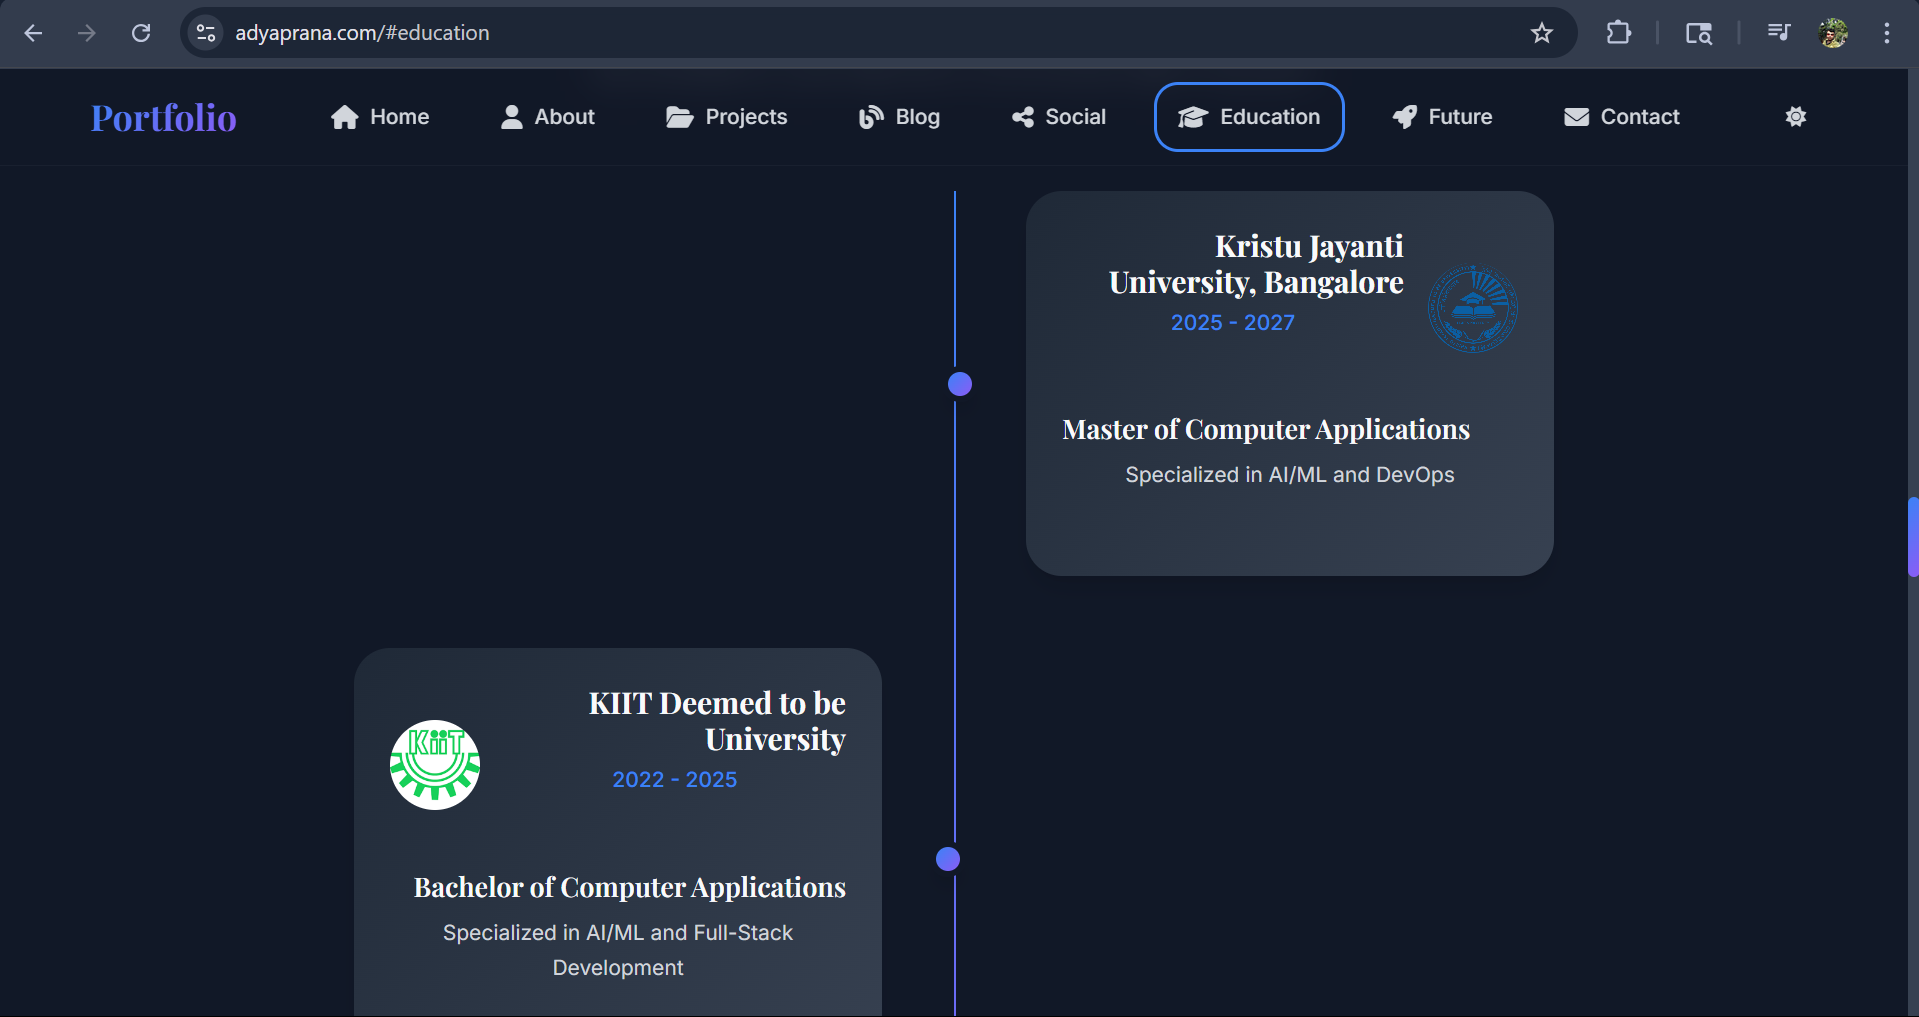 adyaprana.com/#education
Portfolio
Home
About
Projects
Blog
Social
Education
Future
Contact
Kristu Jayanti
University, Bangalore
2025 - 2027
Master of Computer Applications
Specialized in AI/ML and DevOps
KIIT Deemed to be
University
2022 - 2025
KiiT
Bachelor of Computer Applications
Specialized in AI/ML and Full-Stack
Development